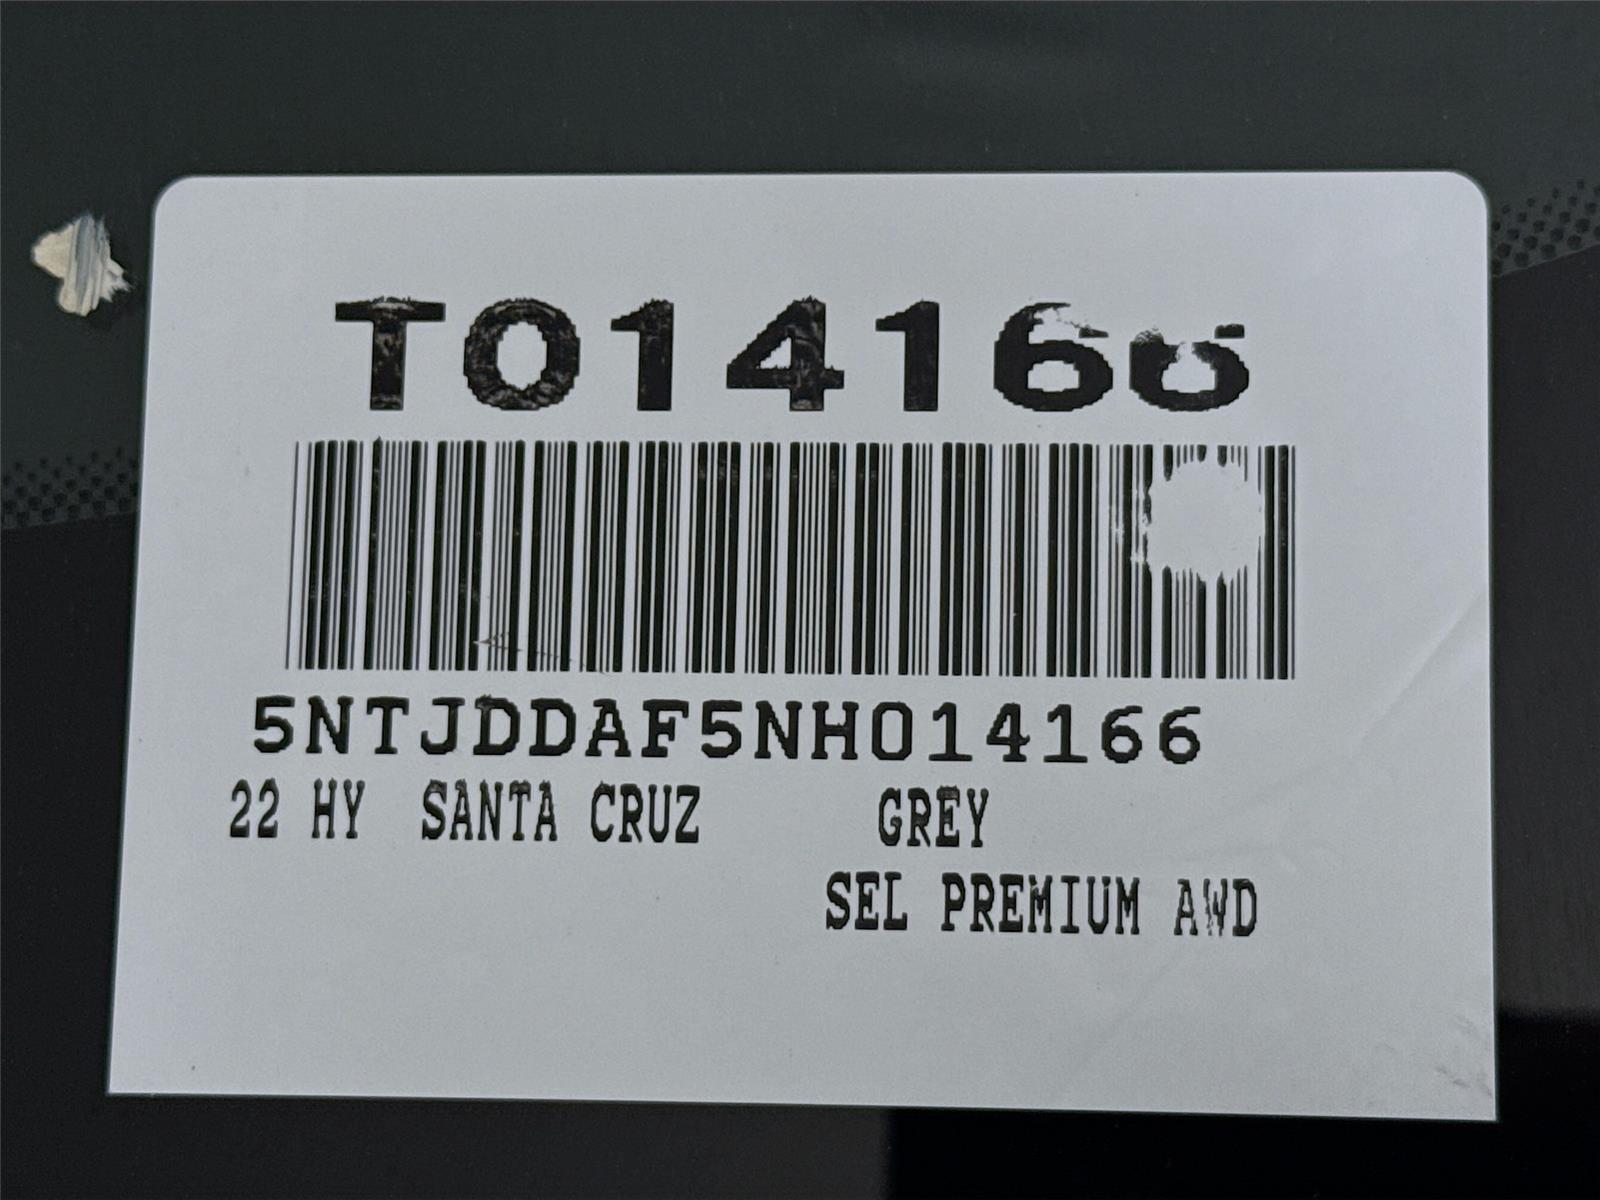 T014166
5NTJDDAF5NH014166
22 HY SANTA CRUZ GREY
SEL PREMIUM AWD